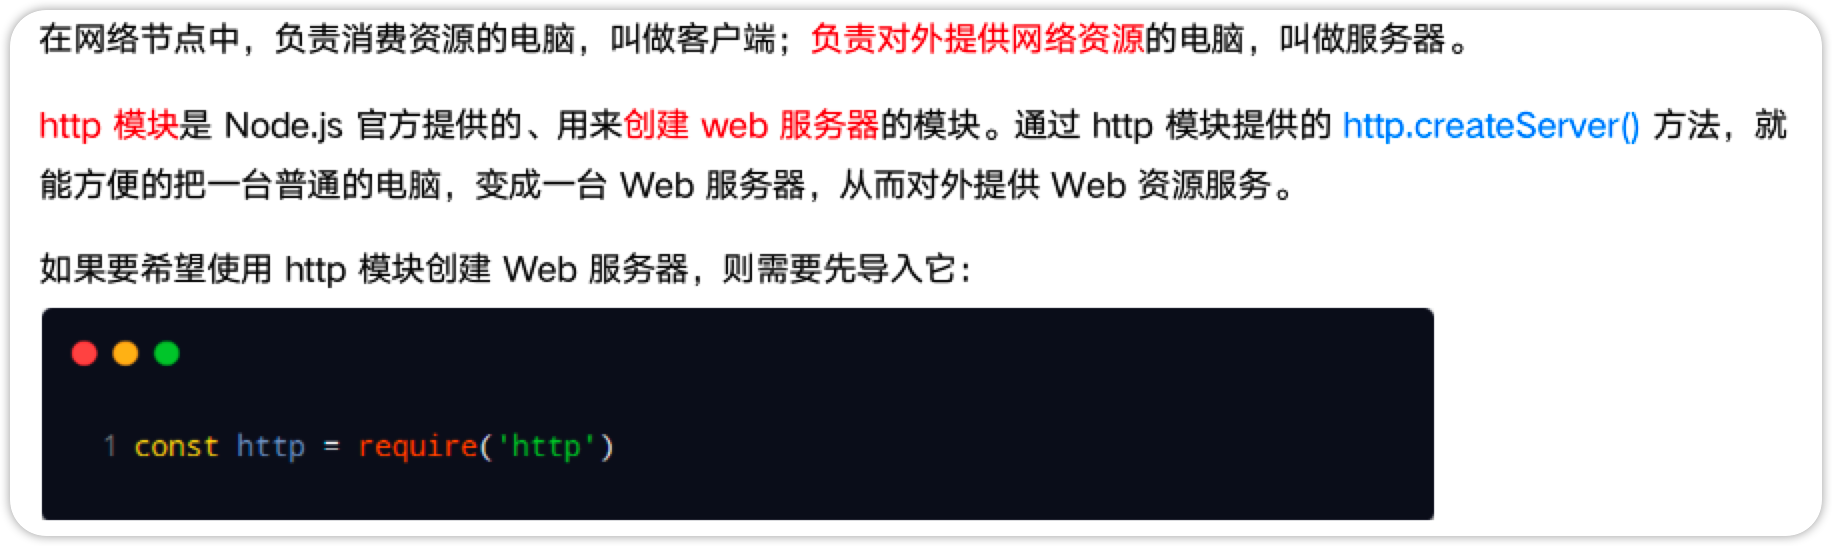 在网络节点中，负责消费资源的电脑，叫做客户端；负责对外提供网络资源的电脑，叫做服务器。
http 模块是 Node.js 官方提供的、用来创建 web 服务器的模块。通过 http 模块提供的 http.createServer() 方法，就
能方便的把一台普通的电脑，变成一台 Web 服务器，从而对外提供 Web 资源服务。
如果要希望使用 http 模块创建 Web 服务器，则需要先导入它：
1 const http = require('http')